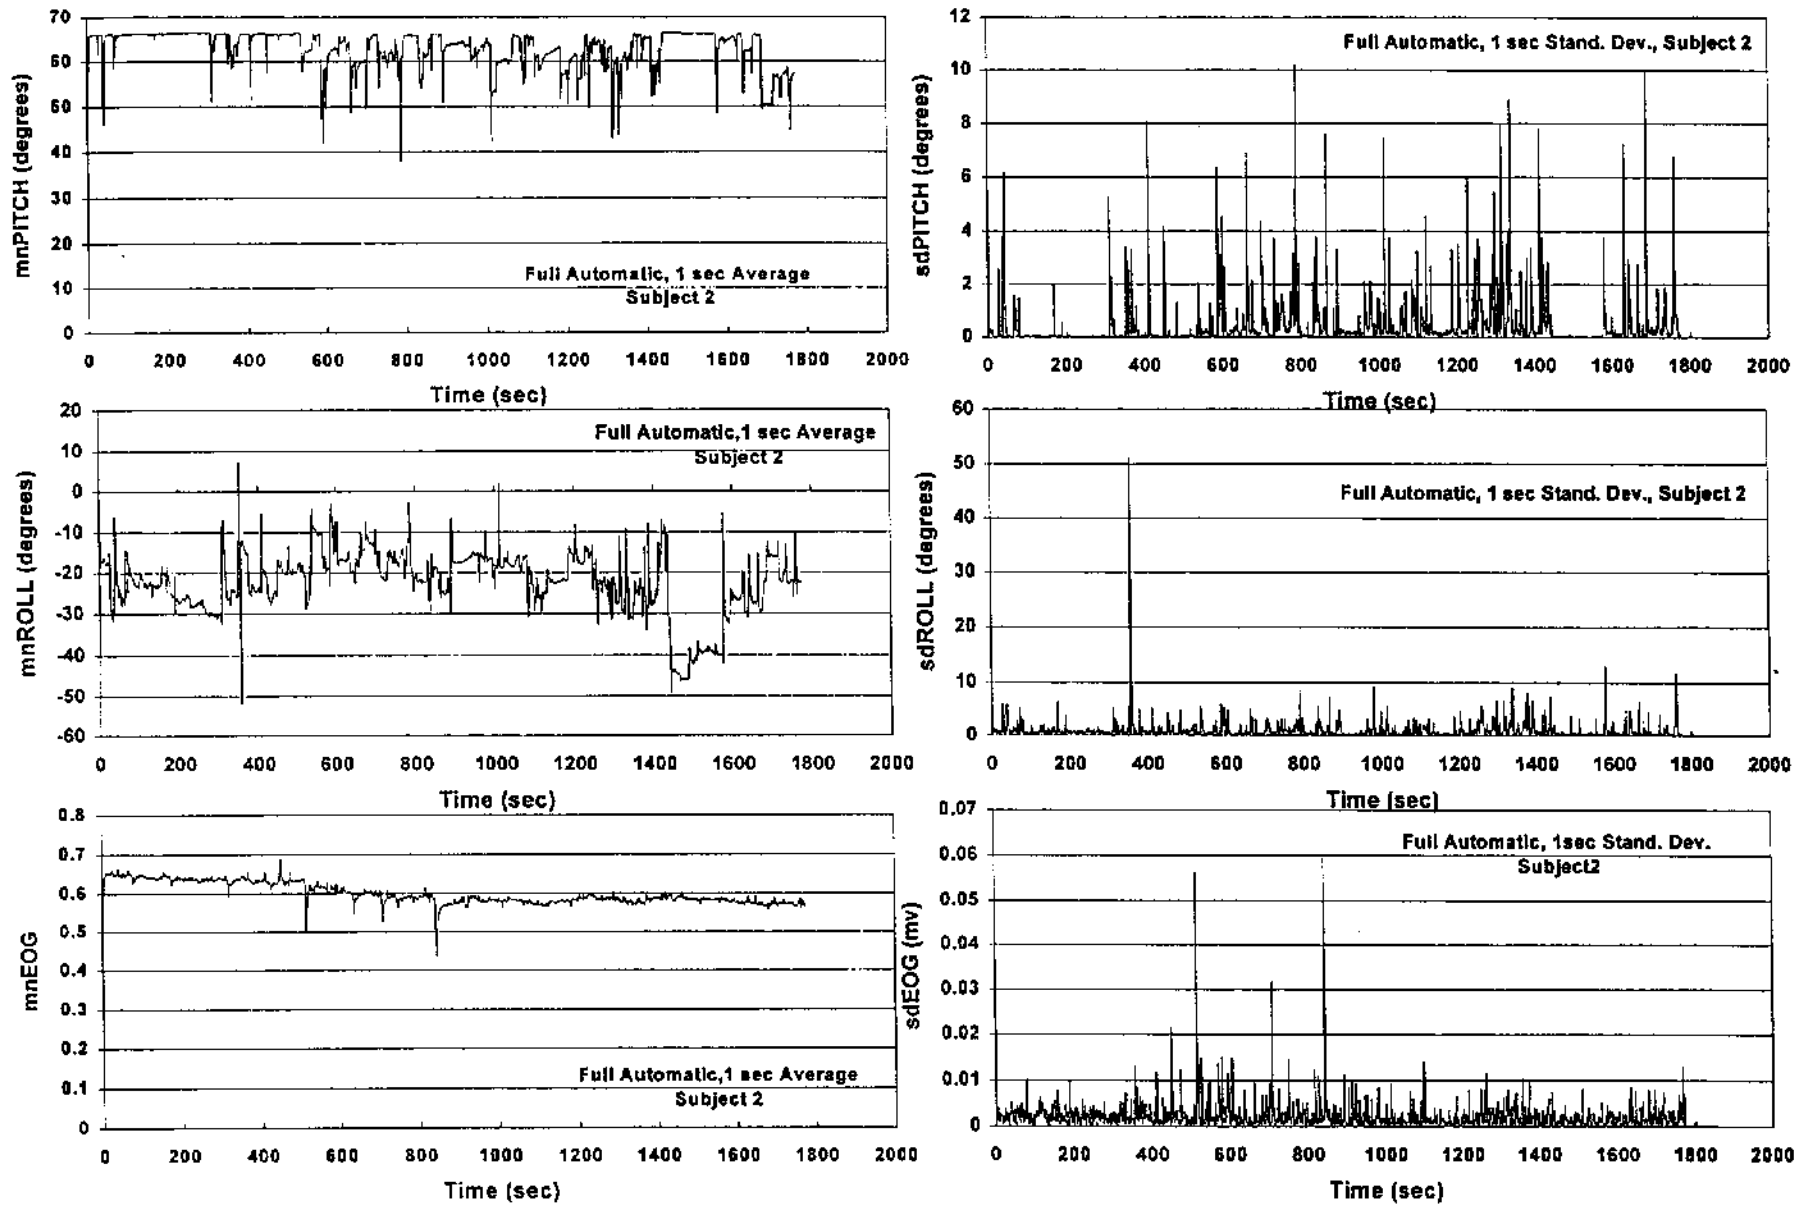 70
60
50
40
30
20
10
0
mnPITCH (degrees)
Full Automatic, 1 sec Average
Subject 2
0 200 400 600 800 1000 1200 1400 1600 1800 2000
Time (sec)
12
10
8
6
4
2
0
sdPITCH (degrees)
Full Automatic, 1 sec Stand. Dev., Subject 2
0 200 400 600 800 1000 1200 1400 1600 1800 2000
Time (sec)
20
10
0
-10
-20
-30
-40
-50
-60
mnROLL (degrees)
Full Automatic,1 sec Average
Subject 2
0 200 400 600 800 1000 1200 1400 1600 1800 2000
Time (sec)
60
50
40
30
20
10
0
sdROLL (degrees)
Full Automatic, 1 sec Stand. Dev., Subject 2
0 200 400 600 800 1000 1200 1400 1600 1800 2000
Time (sec)
0.8
0.7
0.6
0.5
0.4
0.3
0.2
0.1
0
mnEOG
Full Automatic,1 sec Average
Subject 2
0 200 400 600 800 1000 1200 1400 1600 1800 2000
Time (sec)
0.07
0.06
0.05
0.04
0.03
0.02
0.01
0
sdEOG (mv)
Full Automatic, 1sec Stand. Dev.
Subject2
0 200 400 600 800 1000 1200 1400 1600 1800 2000
Time (sec)